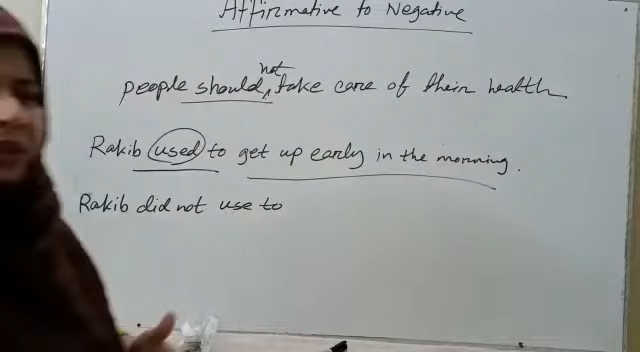 Affirmative to Negative
people should not take care of their health
Rakib used to get up early in the morning.
Rakib did not use to